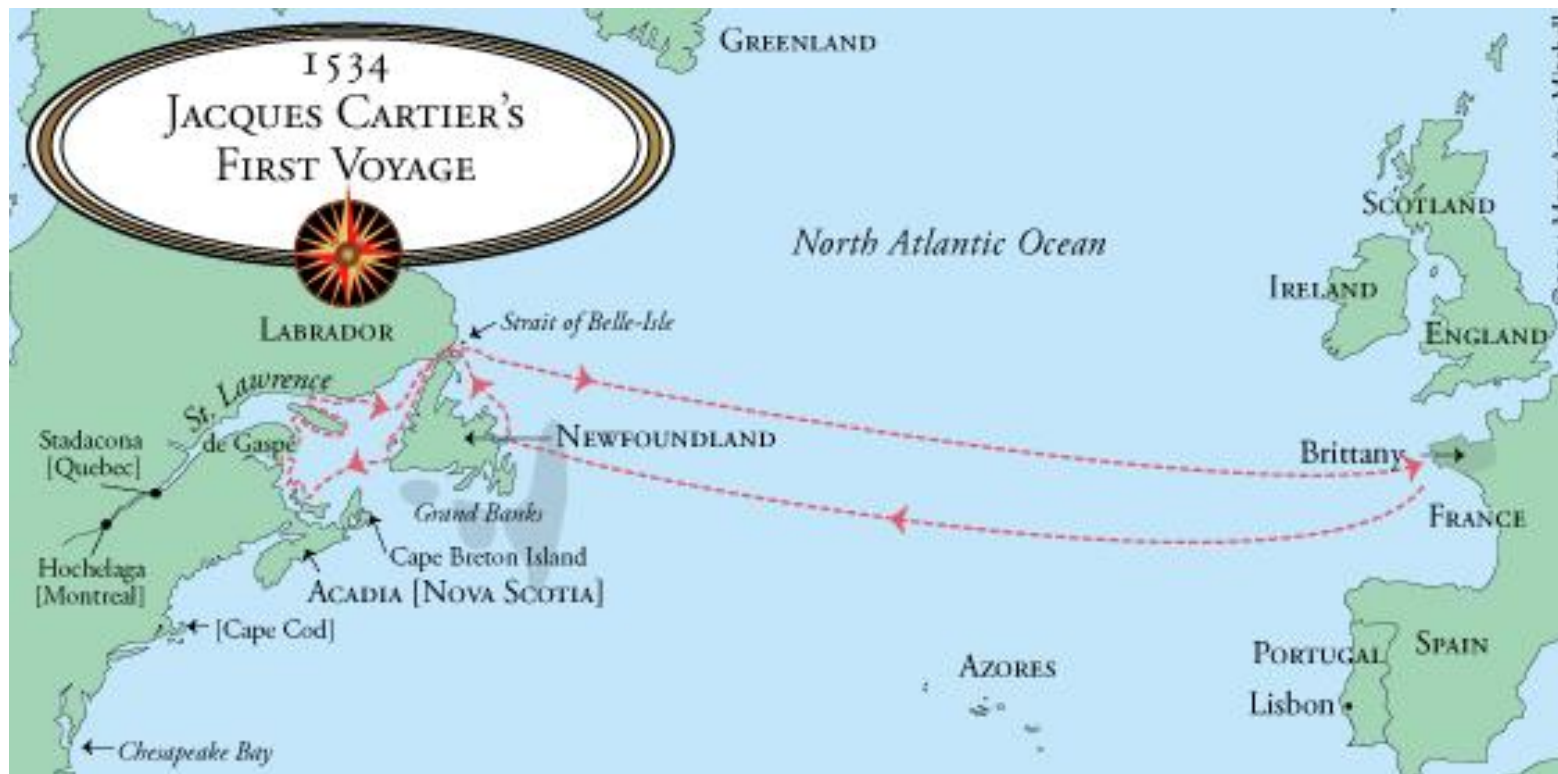 1534
Jacques Cartier's
First Voyage
Greenland
Scotland
North Atlantic Ocean
Ireland
England
Labrador
Strait of Belle-Isle
St. Lawrence
de Gaspé
Stadacona
[Quebec]
Newfoundland
Brittany
Grand Banks
France
Cape Breton Island
Hochelaga
[Montreal]
Acadia [Nova Scotia]
[Cape Cod]
Portugal
Spain
Azores
Lisbon
Chesapeake Bay